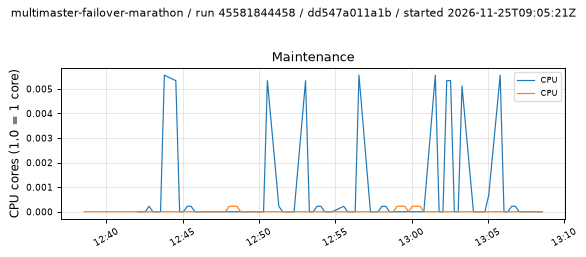 multimaster-failover-marathon / run 45581844458 / dd547a011a1b / started 2026-11-25T09:05:21Z
Maintenance
CPU cores (1.0 = 1 core)
0.005
0.004
0.003
0.002
0.001
0.000
CPU
CPU
12:40
12:45
12:50
12:55
13:00
13:05
13:10